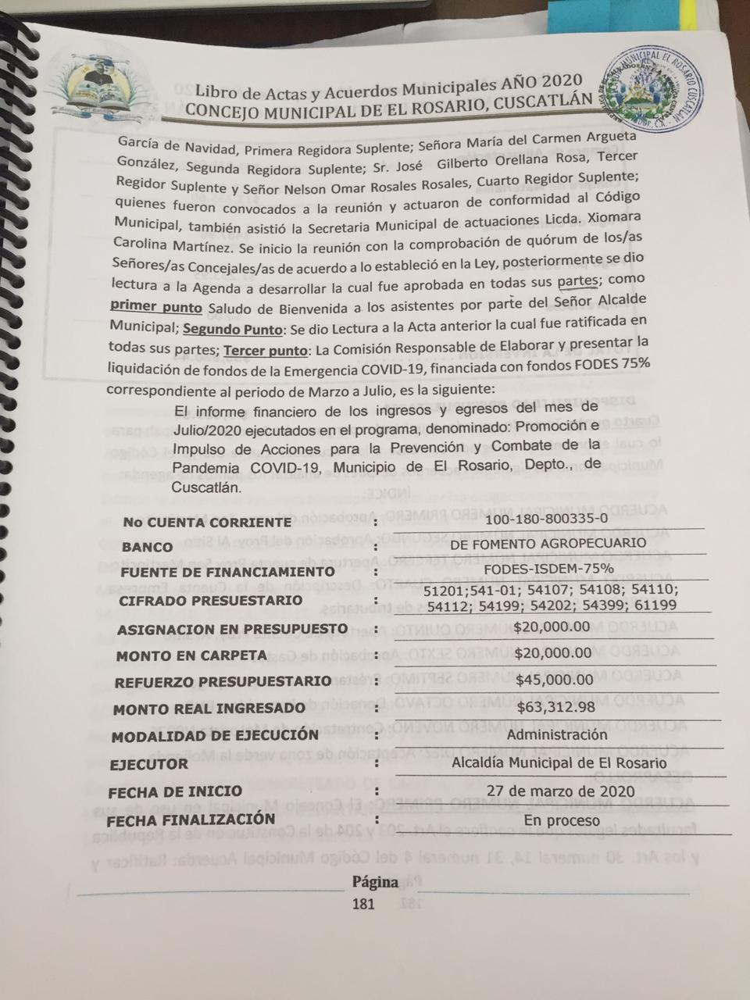 Libro de Actas y Acuerdos Municipales AÑO 2020
CONCEJO MUNICIPAL DE EL ROSARIO, CUSCATLÁN
García de Navidad, Primera Regidora Suplente; Señora María del Carmen Argueta
González, Segunda Regidora Suplente; Sr. José Gilberto Orellana Rosa, Tercer
Regidor Suplente y Señor Nelson Omar Rosales Rosales, Cuarto Regidor Suplente;
quienes fueron convocados a la reunión y actuaron de conformidad al Código
Municipal, también asistió la Secretaria Municipal de actuaciones Licda. Xiomara
Carolina Martínez. Se inicio la reunión con la comprobación de quórum de los/as
Señores/as Concejales/as de acuerdo a lo estableció en la Ley, posteriormente se dio
lectura a la Agenda a desarrollar la cual fue aprobada en todas sus partes; como
primer punto Saludo de Bienvenida a los asistentes por parte del Señor Alcalde
Municipal; Segundo Punto: Se dio Lectura a la Acta anterior la cual fue ratificada en
todas sus partes; Tercer punto: La Comisión Responsable de Elaborar y presentar la
liquidación de fondos de la Emergencia COVID-19, financiada con fondos FODES 75%
correspondiente al periodo de Marzo a Julio, es la siguiente:
El informe financiero de los ingresos y egresos del mes de
Julio/2020 ejecutados en el programa, denominado: Promoción e
Impulso de Acciones para la Prevención y Combate de la
Pandemia COVID-19, Municipio de El Rosario, Depto., de
Cuscatlán.
No CUENTA CORRIENTE : 100-180-800335-0
BANCO : DE FOMENTO AGROPECUARIO
FUENTE DE FINANCIAMIENTO : FODES-ISDEM-75%
CIFRADO PRESUESTARIO : 51201;541-01; 54107; 54108; 54110;
54112; 54199; 54202; 54399; 61199
ASIGNACION EN PRESUPUESTO : $20,000.00
MONTO EN CARPETA : $20,000.00
REFUERZO PRESUPUESTARIO : $45,000.00
MONTO REAL INGRESADO : $63,312.98
MODALIDAD DE EJECUCIÓN : Administración
EJECUTOR : Alcaldía Municipal de El Rosario
FECHA DE INICIO : 27 de marzo de 2020
FECHA FINALIZACIÓN : En proceso
Página
181